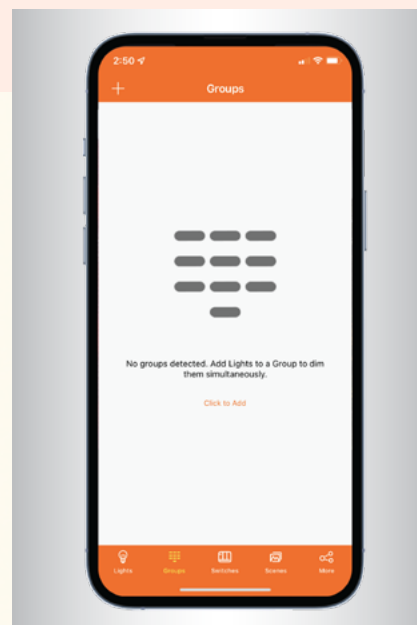 2:50
Groups
No groups detected. Add Lights to a Group to dim
them simultaneously.
Click to Add
Lights
Groups
Switches
Scenes
More